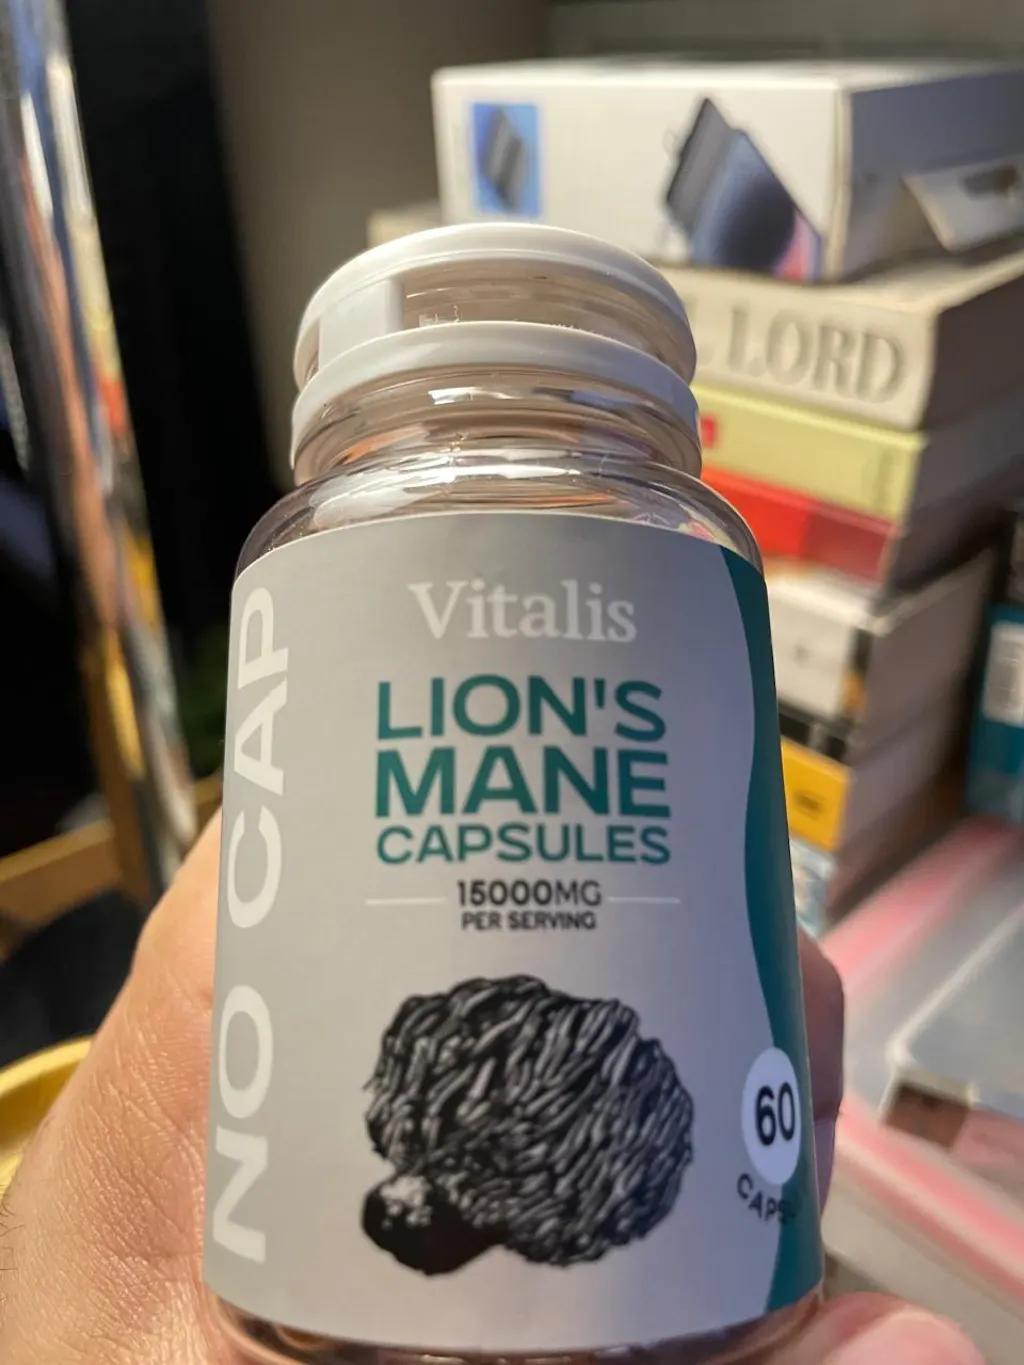 Vitalis
LION'S
MANE
CAPSULES
15000MG
PER SERVING
NO CAP
60
LORD